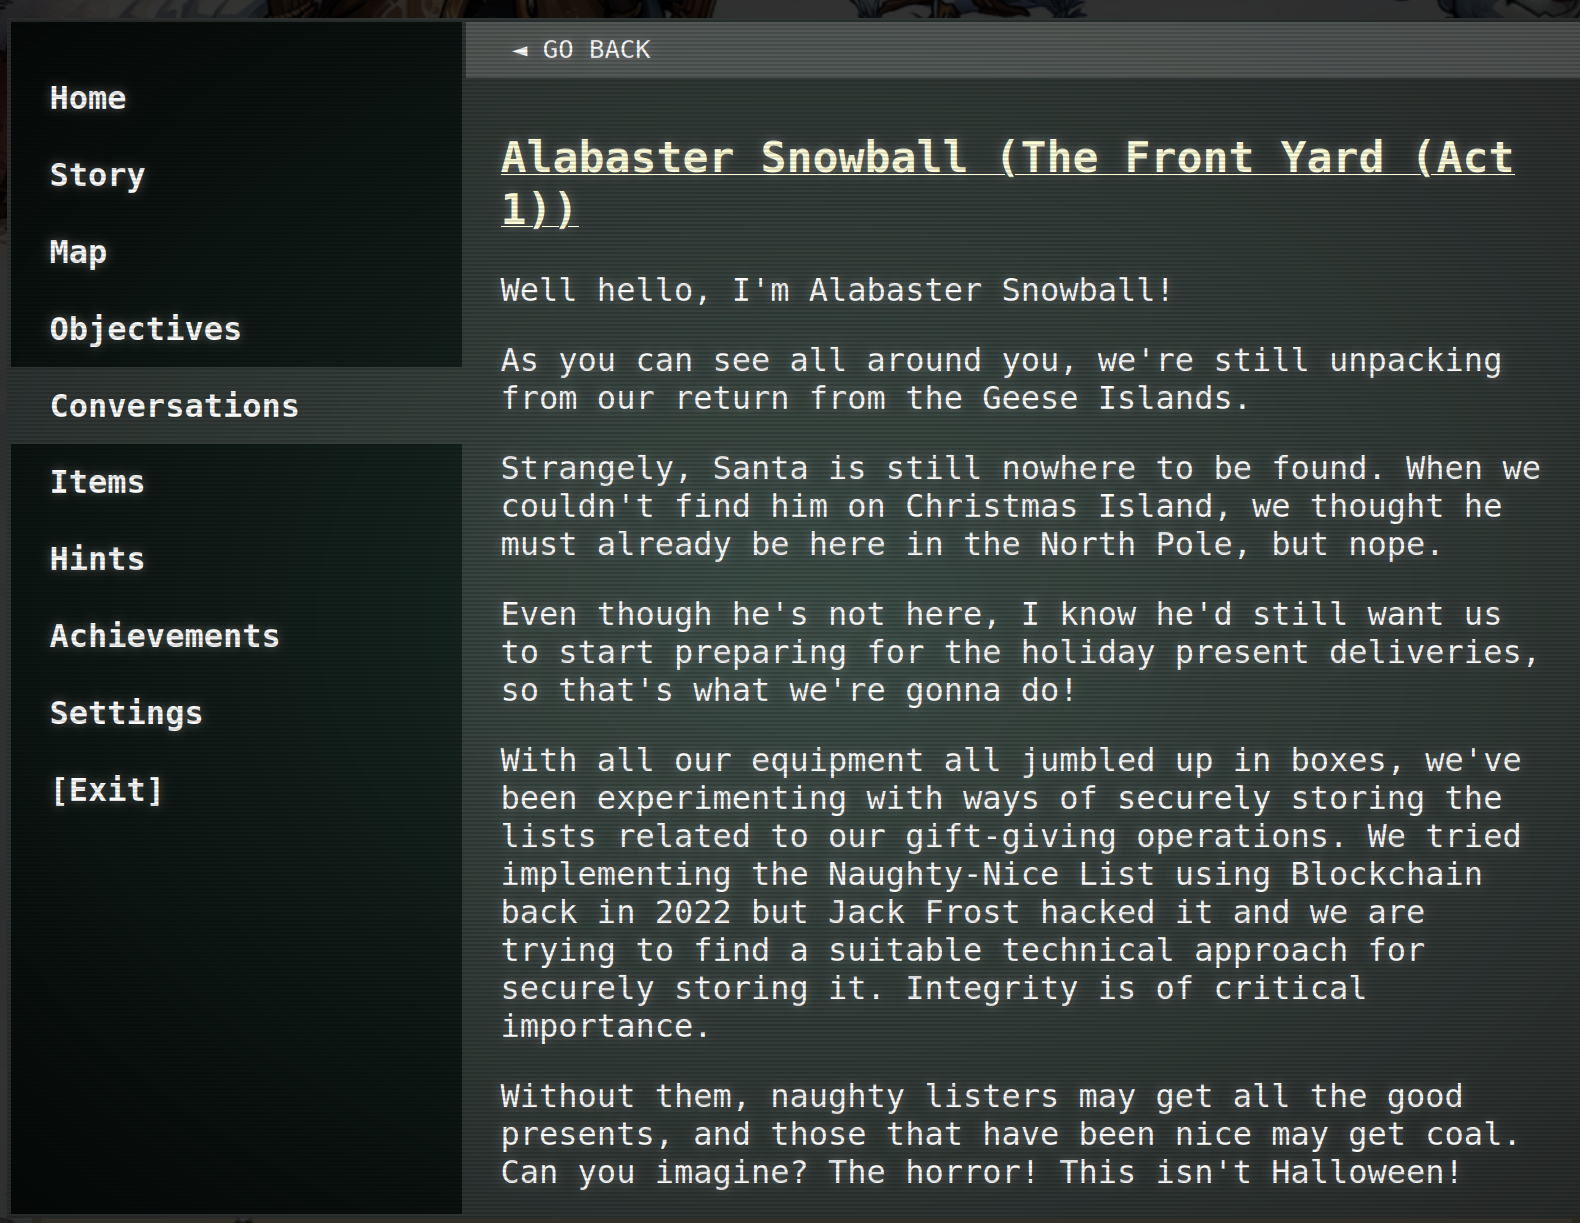 ◄ GO BACK
Home
Story
Map
Objectives
Conversations
Items
Hints
Achievements
Settings
[Exit]
Alabaster Snowball (The Front Yard (Act
1))
Well hello, I'm Alabaster Snowball!
As you can see all around you, we're still unpacking
from our return from the Geese Islands.
Strangely, Santa is still nowhere to be found. When we
couldn't find him on Christmas Island, we thought he
must already be here in the North Pole, but nope.
Even though he's not here, I know he'd still want us
to start preparing for the holiday present deliveries,
so that's what we're gonna do!
With all our equipment all jumbled up in boxes, we've
been experimenting with ways of securely storing the
lists related to our gift-giving operations. We tried
implementing the Naughty-Nice List using Blockchain
back in 2022 but Jack Frost hacked it and we are
trying to find a suitable technical approach for
securely storing it. Integrity is of critical
importance.
Without them, naughty listers may get all the good
presents, and those that have been nice may get coal.
Can you imagine? The horror! This isn't Halloween!